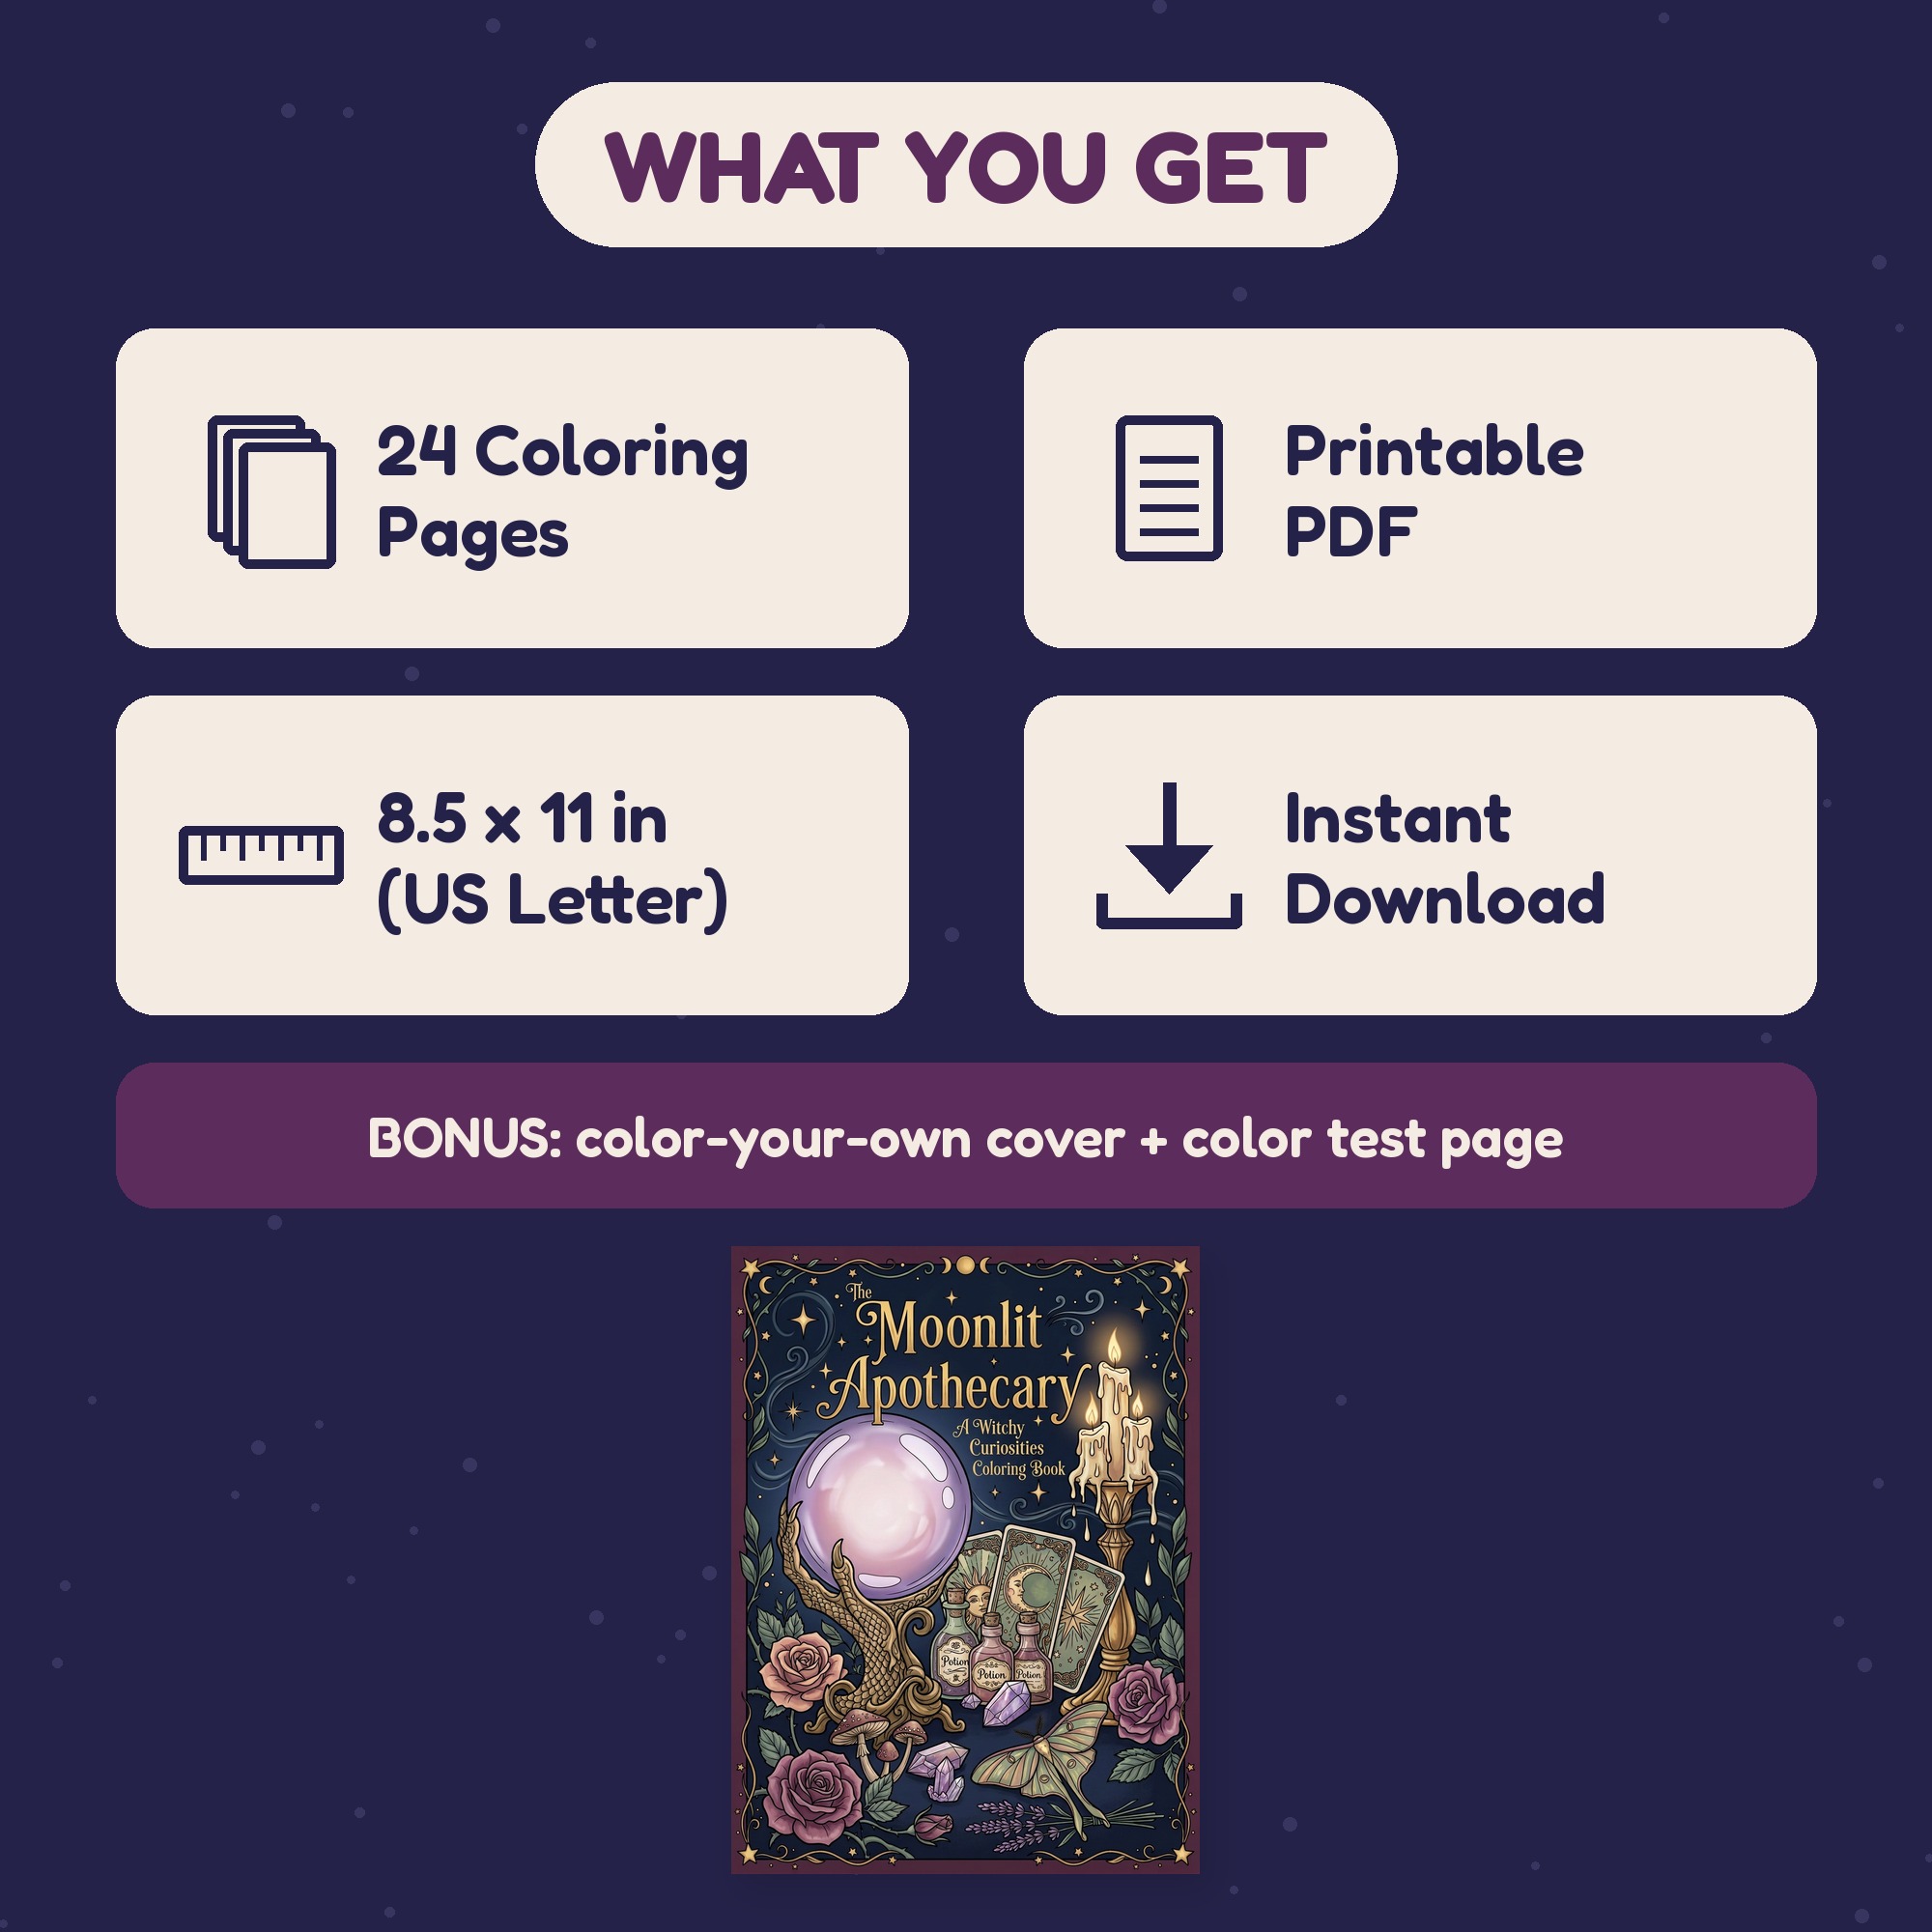 WHAT YOU GET
24 Coloring
Pages
Printable
PDF
8.5 x 11 in
(US Letter)
Instant
Download
BONUS: color-your-own cover + color test page
The
Moonlit
Apothecary
A Witchy
Curiosities
Coloring Book
Potion
Potion
Potion